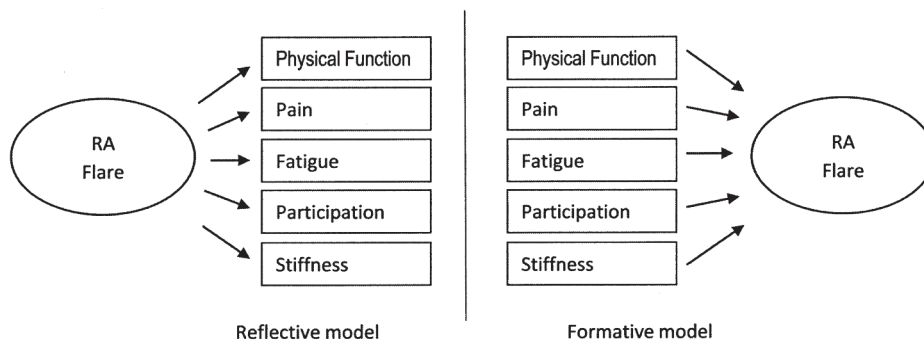 RA
Flare
Physical Function
Pain
Fatigue
Participation
Stiffness
Reflective model
Physical Function
Pain
Fatigue
Participation
Stiffness
RA
Flare
Formative model